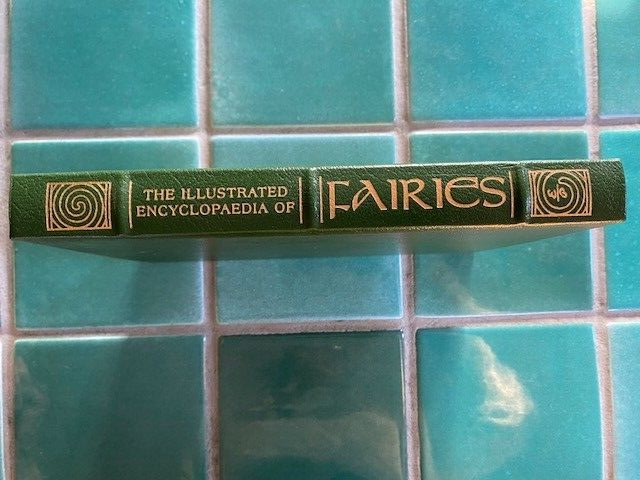 THE ILLUSTRATED
ENCYCLOPAEDIA OF
FAIRIES